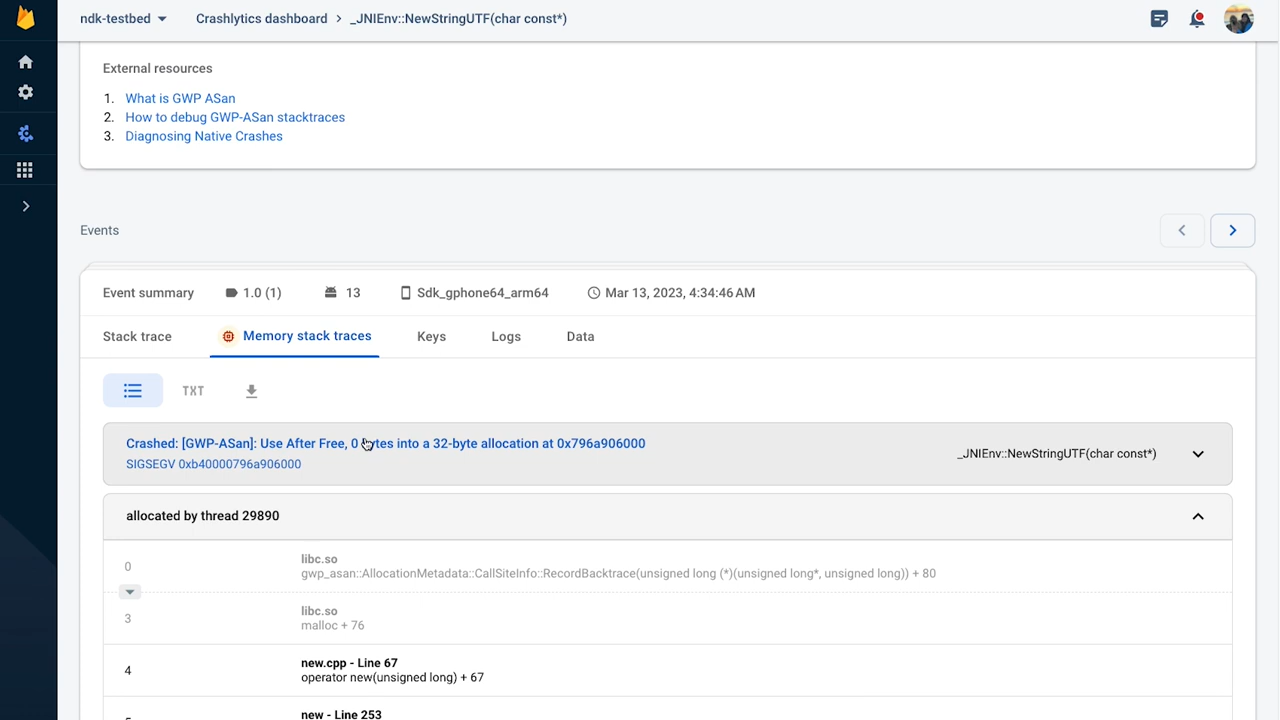 ndk-testbed
Crashlytics dashboard > _JNIEnv::NewStringUTF(char const*)
External resources
1. What is GWP ASan
2. How to debug GWP-ASan stacktraces
3. Diagnosing Native Crashes
Events
Event summary 1.0 (1) 13 Sdk_gphone64_arm64 Mar 13, 2023, 4:34:46 AM
Stack trace Memory stack traces Keys Logs Data
TXT
Crashed: [GWP-ASan]: Use After Free, 0 bytes into a 32-byte allocation at 0x796a906000
SIGSEGV 0xb40000796a906000
_JNIEnv::NewStringUTF(char const*)
allocated by thread 29890
0 libc.so
gwp_asan::AllocationMetadata::CallSiteInfo::RecordBacktrace(unsigned long (*)(unsigned long*, unsigned long)) + 80
3 libc.so
malloc + 76
4 new.cpp - Line 67
operator new(unsigned long) + 67
new - Line 253